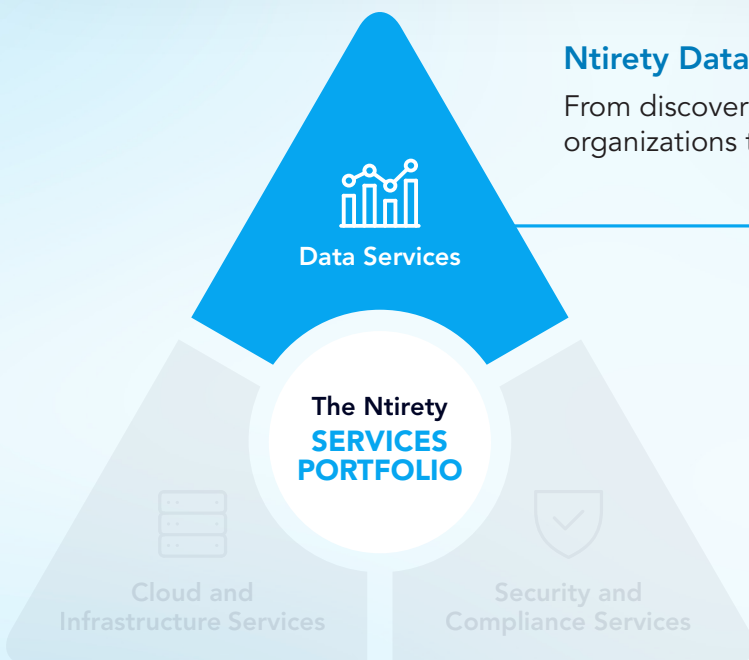 Ntirety Data
From discover
organizations t
Data Services
The Ntirety
SERVICES
PORTFOLIO
Cloud and
Infrastructure Services
Security and
Compliance Services